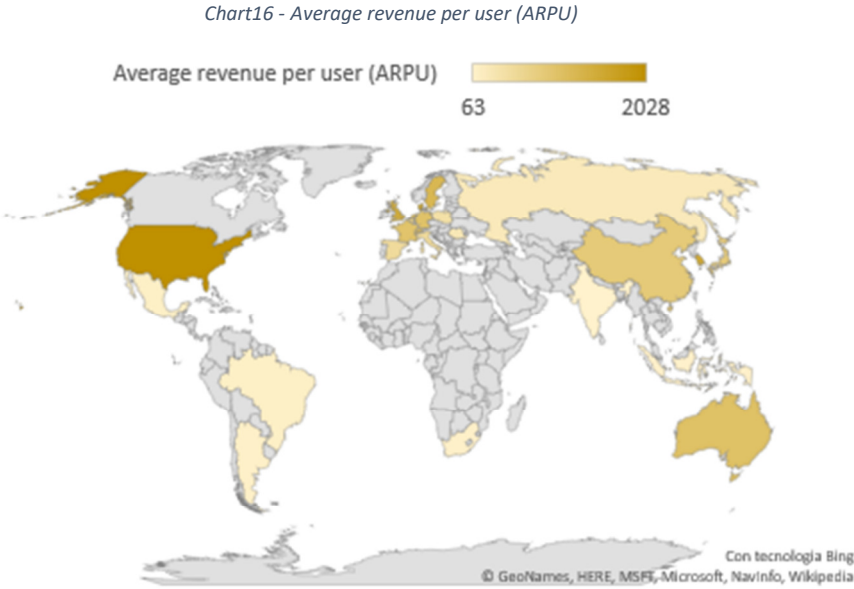 Chart16 - Average revenue per user (ARPU)
Average revenue per user (ARPU)
63 2028
Con tecnologia Bing
© GeoNames, HERE, MSFT, Microsoft, NavInfo, Wikipedia